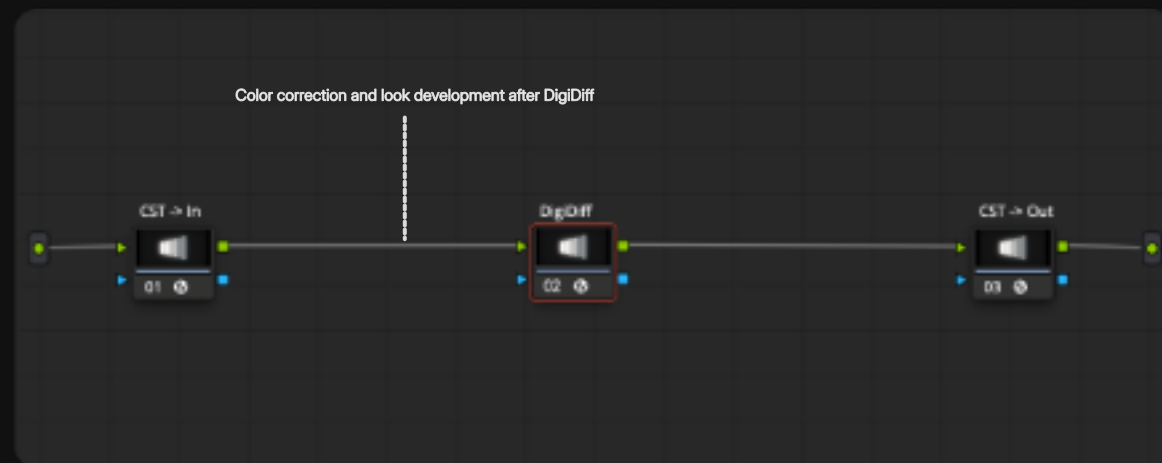 Color correction and look development after DigiDiff
CST -> In
DigiDiff
CST -> Out
01
02
03